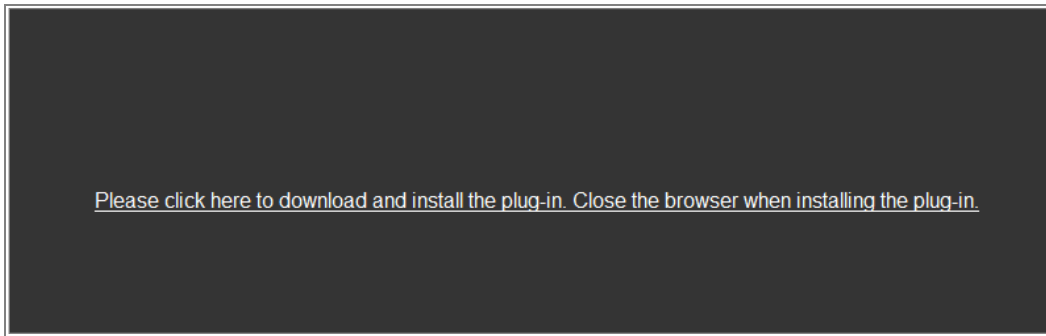 Please click here to download and install the plug-in. Close the browser when installing the plug-in.